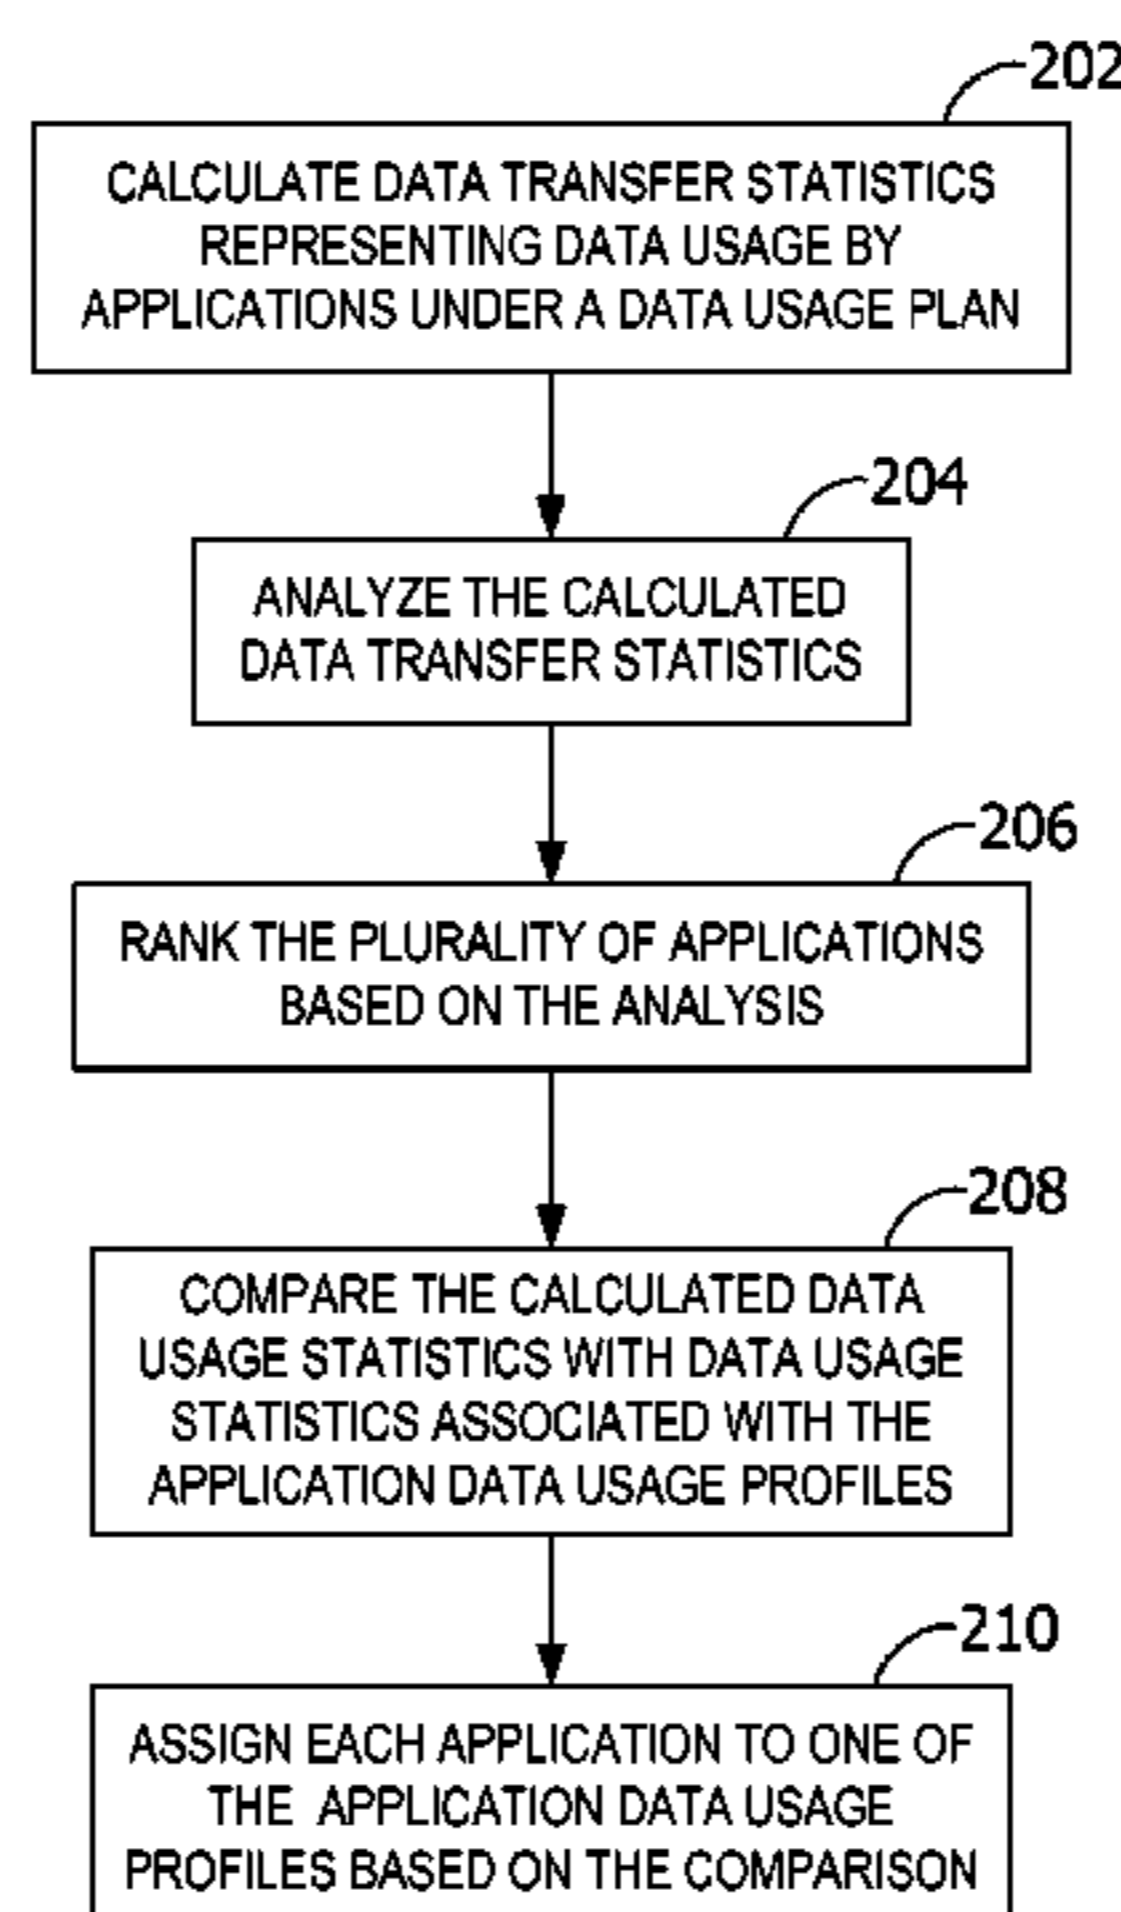 202
CALCULATE DATA TRANSFER STATISTICS
REPRESENTING DATA USAGE BY
APPLICATIONS UNDER A DATA USAGE PLAN
204
ANALYZE THE CALCULATED
DATA TRANSFER STATISTICS
206
RANK THE PLURALITY OF APPLICATIONS
BASED ON THE ANALYSIS
208
COMPARE THE CALCULATED DATA
USAGE STATISTICS WITH DATA USAGE
STATISTICS ASSOCIATED WITH THE
APPLICATION DATA USAGE PROFILES
210
ASSIGN EACH APPLICATION TO ONE OF
THE APPLICATION DATA USAGE
PROFILES BASED ON THE COMPARISON